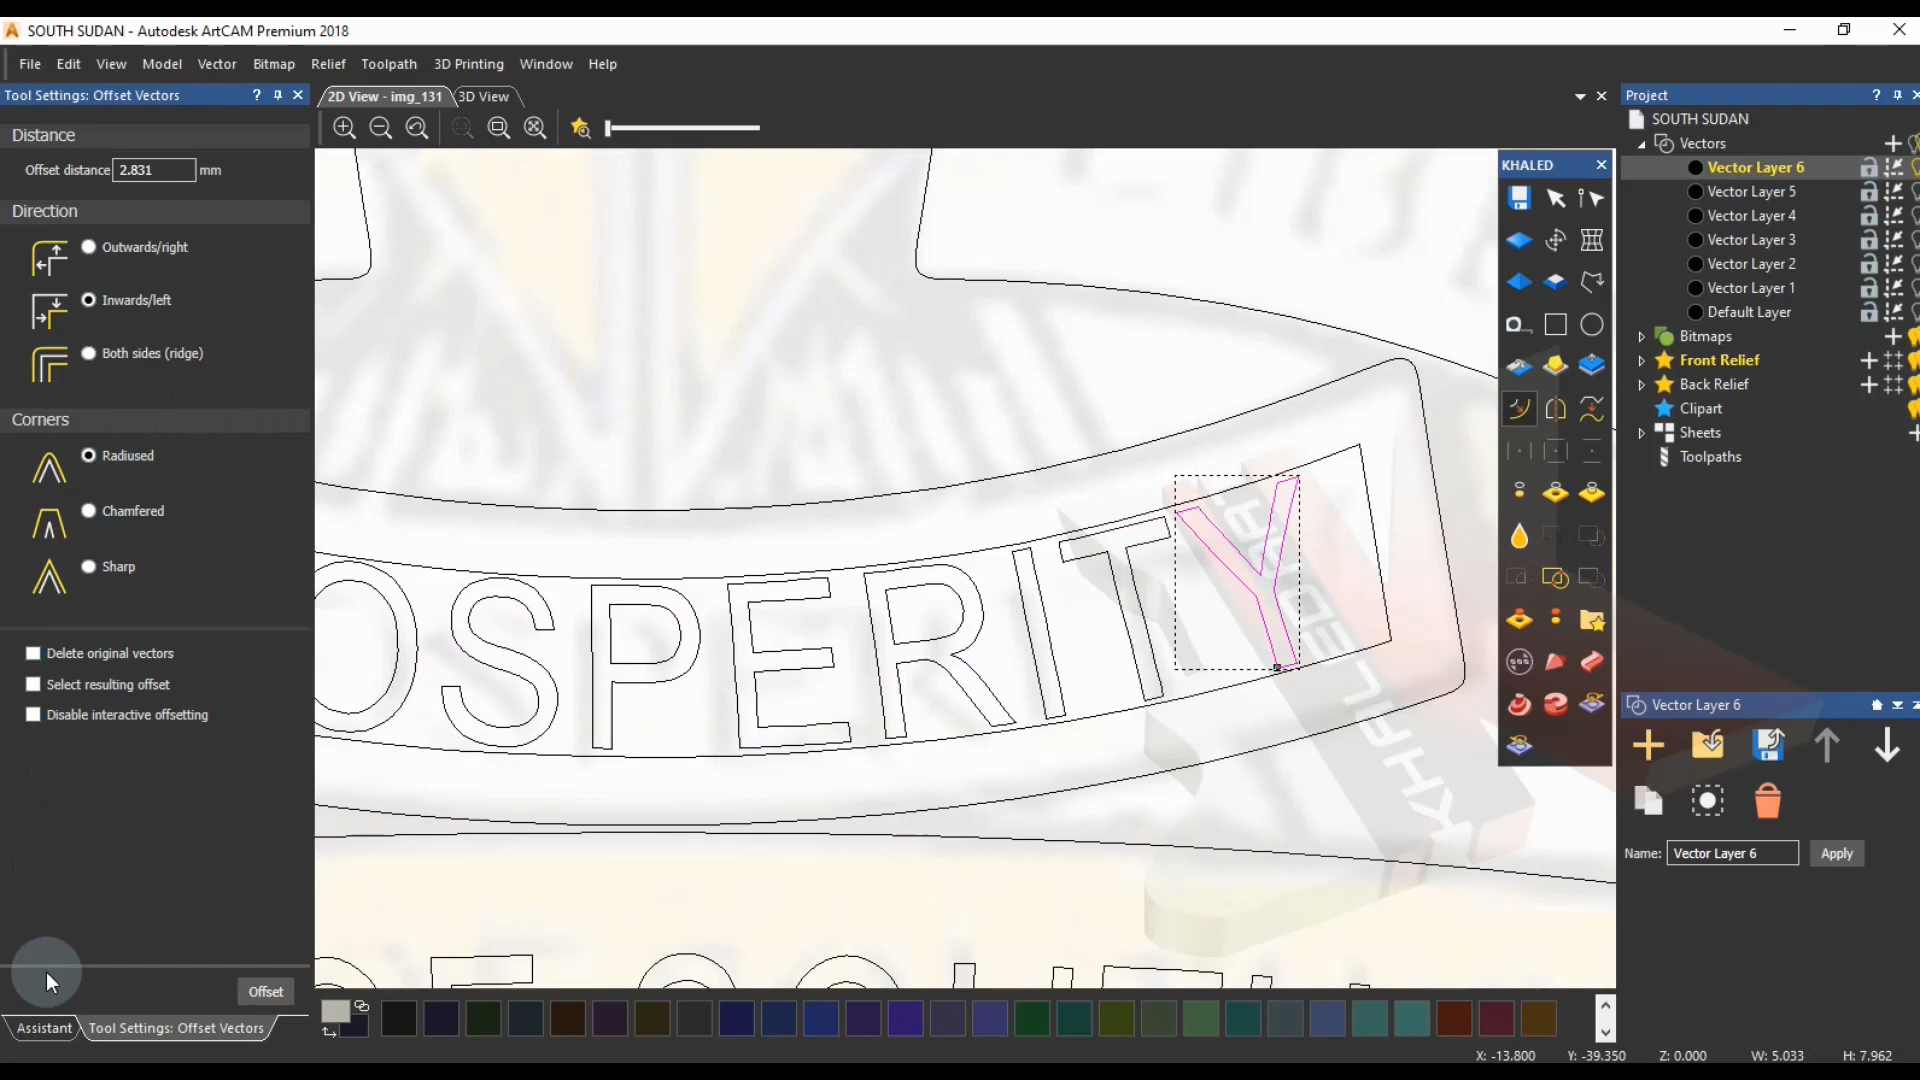 SOUTH SUDAN - Autodesk ArtCAM Premium 2018
File Edit View Model Vector Bitmap Relief Toolpath 3D Printing Window Help
Tool Settings: Offset Vectors
Distance
Offset distance 2.831 mm
Direction
Outwards/right
Inwards/left
Both sides (ridge)
Corners
Radiused
Chamfered
Sharp
Delete original vectors
Select resulting offset
Disable interactive offsetting
Offset
Assistant Tool Settings: Offset Vectors
2D View - img_131 3D View
OSPERITY
KHALED
Project
SOUTH SUDAN
Vectors
Vector Layer 6
Vector Layer 5
Vector Layer 4
Vector Layer 3
Vector Layer 2
Vector Layer 1
Default Layer
Bitmaps
Front Relief
Back Relief
Clipart
Sheets
Toolpaths
Vector Layer 6
Name: Vector Layer 6 Apply
X: -13.800 Y: -39.350 Z: 0.000 W: 5.033 H: 7.962